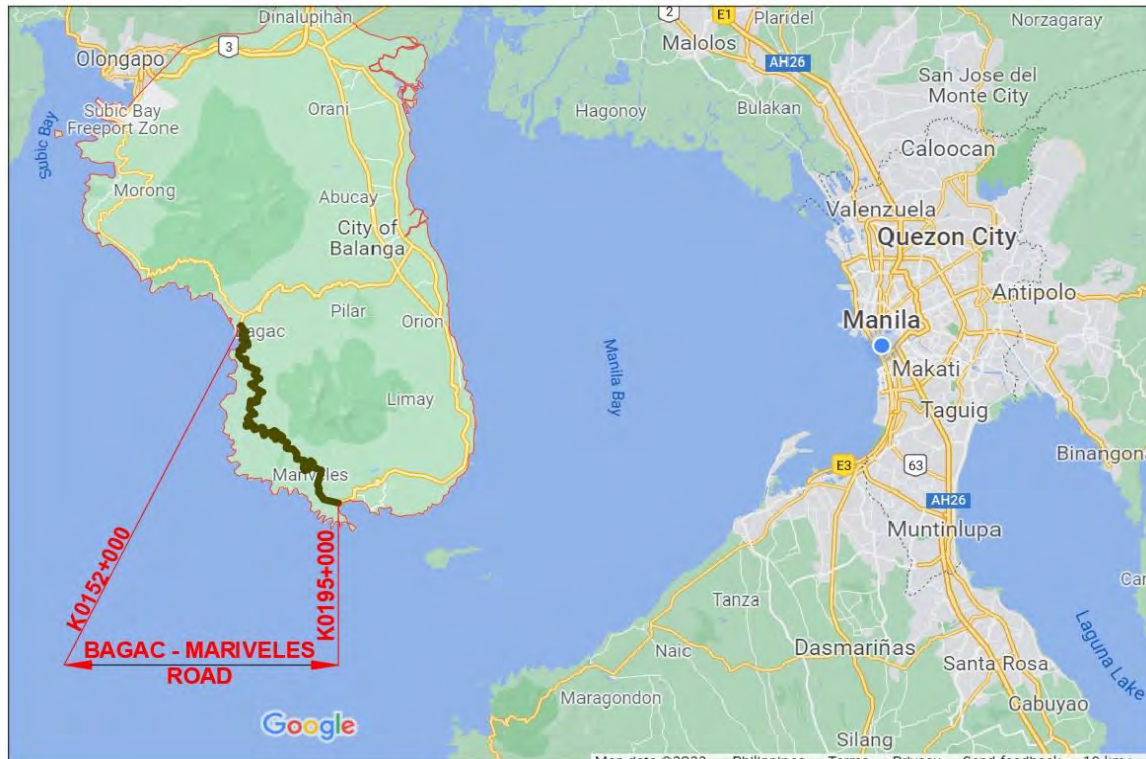 Dinalupihan
2
E1
Plaridel
Norzagaray
Olongapo
3
Malolos
AH26
San Jose del
Monte City
Subic Bay
Freeport Zone
Orani
Hagonoy
Bulakan
Subic Bay
Caloocan
Morong
Abucay
Valenzuela
City of
Balanga
Quezon City
Antipolo
Pilar
Orion
Manila
Bagac
Manila Bay
Makati
Limay
Taguig
Binangona
E3
63
Mariveles
AH26
Muntinlupa
K0152+000
K0195+000
Tanza
Car
Naic
Dasmariñas
BAGAC - MARIVELES
ROAD
Santa Rosa
Laguna Lake
Maragondon
Cabuyao
Google
Silang